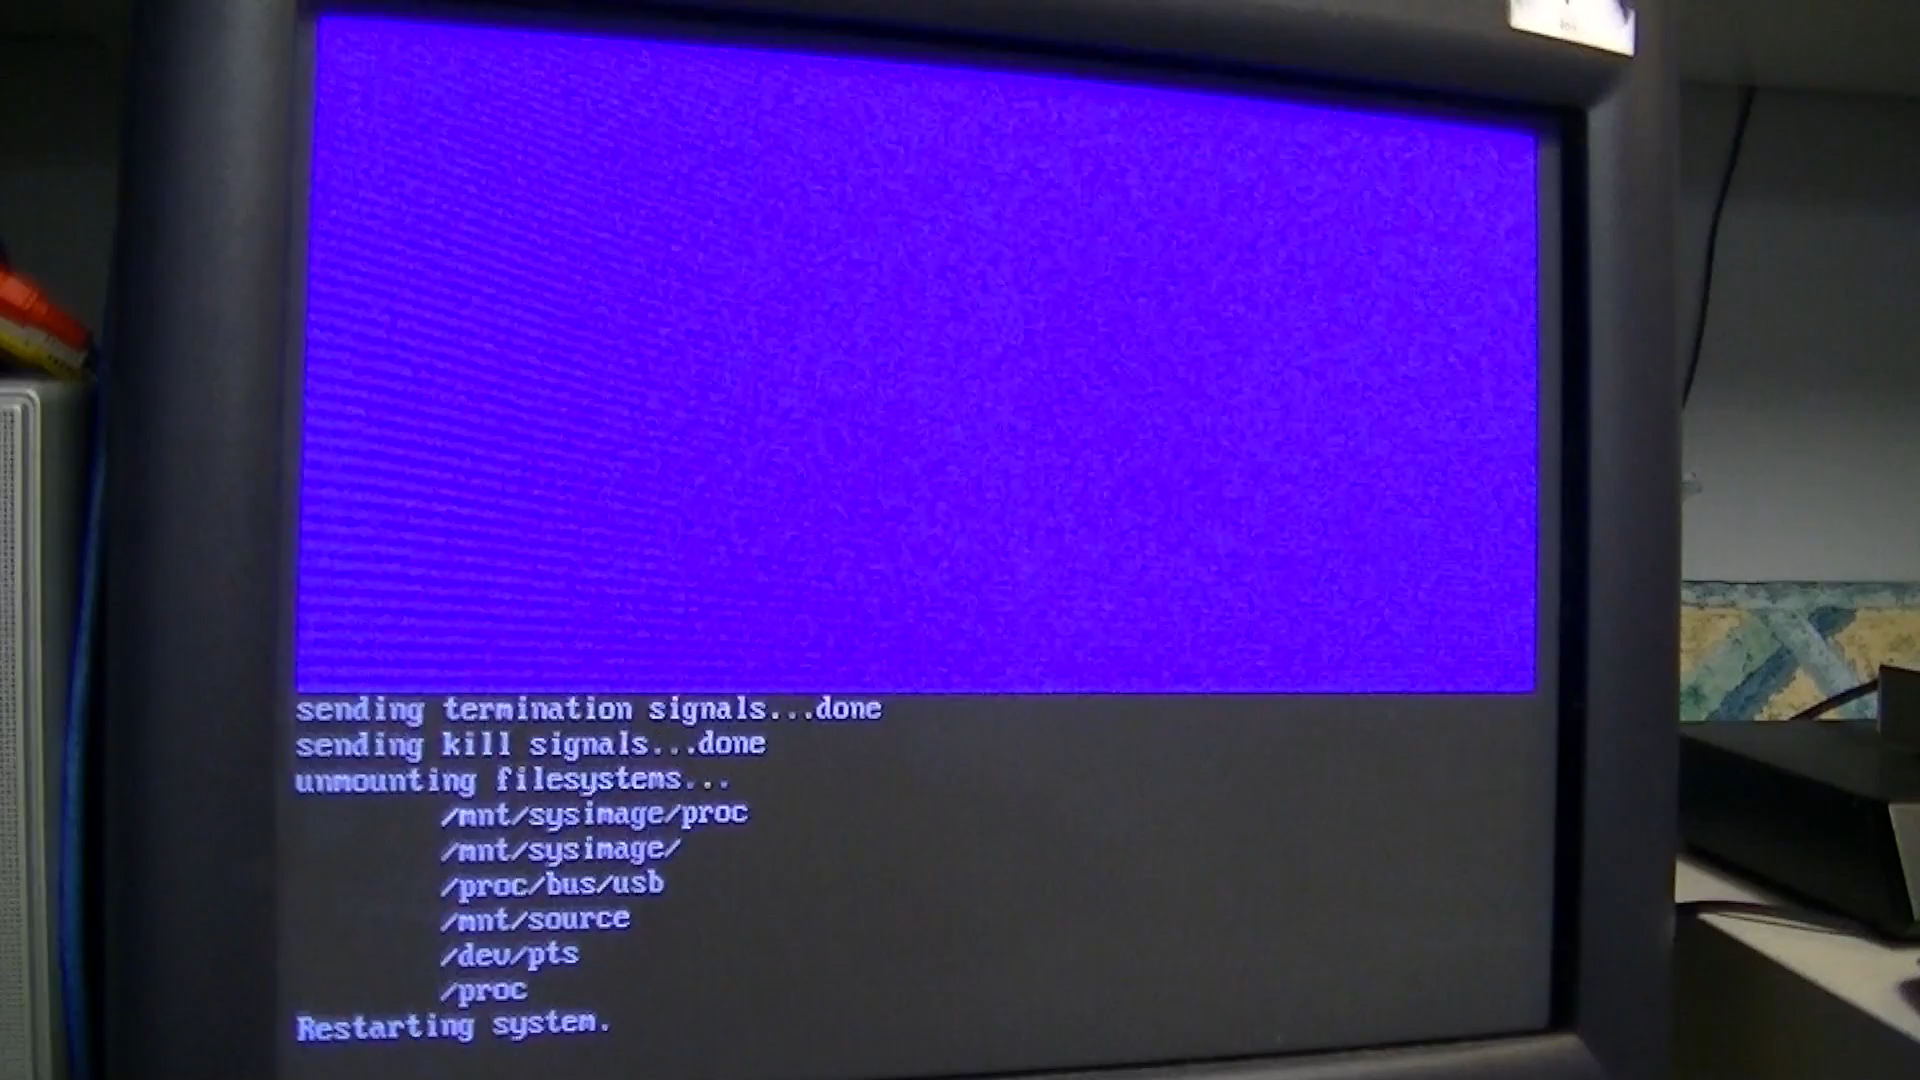 sending termination signals...done
sending kill signals...done
unmounting filesystems...
/mnt/sysimage/proc
/mnt/sysimage/
/proc/bus/usb
/mnt/source
/dev/pts
/proc
Restarting system.